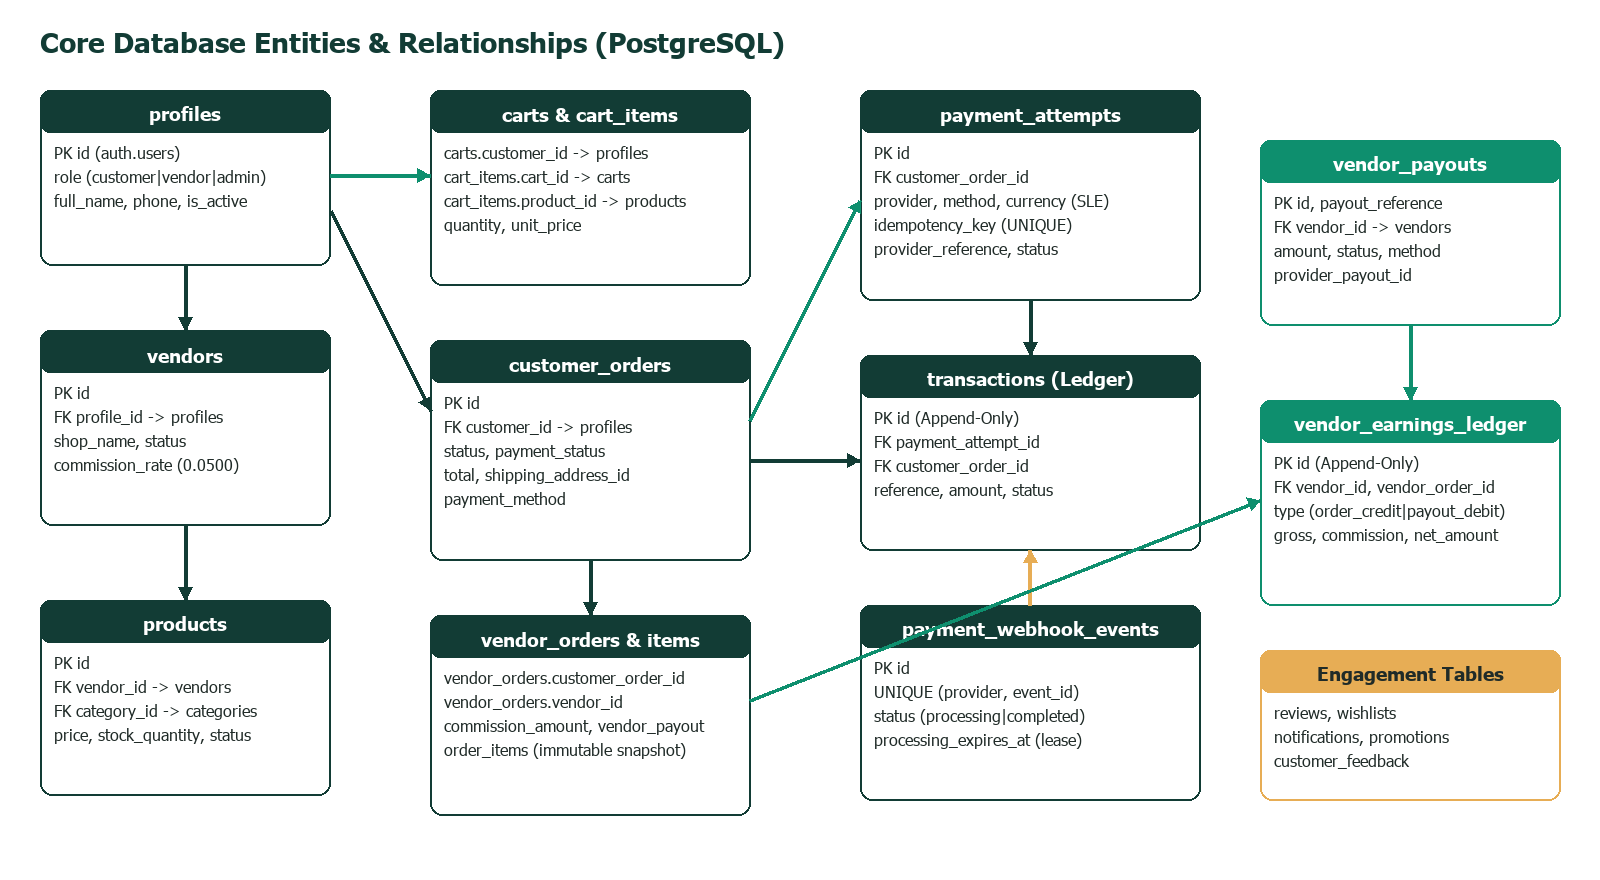 Core Database Entities & Relationships (PostgreSQL)
profiles
PK id (auth.users)
role (customer|vendor|admin)
full_name, phone, is_active
vendors
PK id
FK profile_id -> profiles
shop_name, status
commission_rate (0.0500)
products
PK id
FK vendor_id -> vendors
FK category_id -> categories
price, stock_quantity, status
carts & cart_items
carts.customer_id -> profiles
cart_items.cart_id -> carts
cart_items.product_id -> products
quantity, unit_price
customer_orders
PK id
FK customer_id -> profiles
status, payment_status
total, shipping_address_id
payment_method
vendor_orders & items
vendor_orders.customer_order_id
vendor_orders.vendor_id
commission_amount, vendor_payout
order_items (immutable snapshot)
payment_attempts
PK id
FK customer_order_id
provider, method, currency (SLE)
idempotency_key (UNIQUE)
provider_reference, status
transactions (Ledger)
PK id (Append-Only)
FK payment_attempt_id
FK customer_order_id
reference, amount, status
payment_webhook_events
PK id
UNIQUE (provider, event_id)
status (processing|completed)
processing_expires_at (lease)
vendor_payouts
PK id, payout_reference
FK vendor_id -> vendors
amount, status, method
provider_payout_id
vendor_earnings_ledger
PK id (Append-Only)
FK vendor_id, vendor_order_id
type (order_credit|payout_debit)
gross, commission, net_amount
Engagement Tables
reviews, wishlists
notifications, promotions
customer_feedback